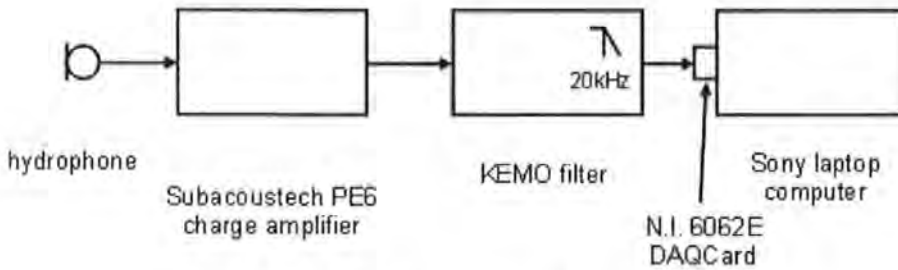 20kHz
hydrophone
Subacoustech PE6
charge amplifier
KEMO filter
N.I. 6062E
DAQCard
Sony laptop
computer